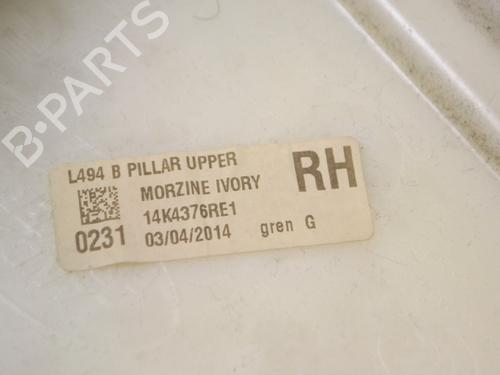 B-PARTS
L494 B PILLAR UPPER
MORZINE IVORY
RH
14K4376RE1
0231 03/04/2014 gren G